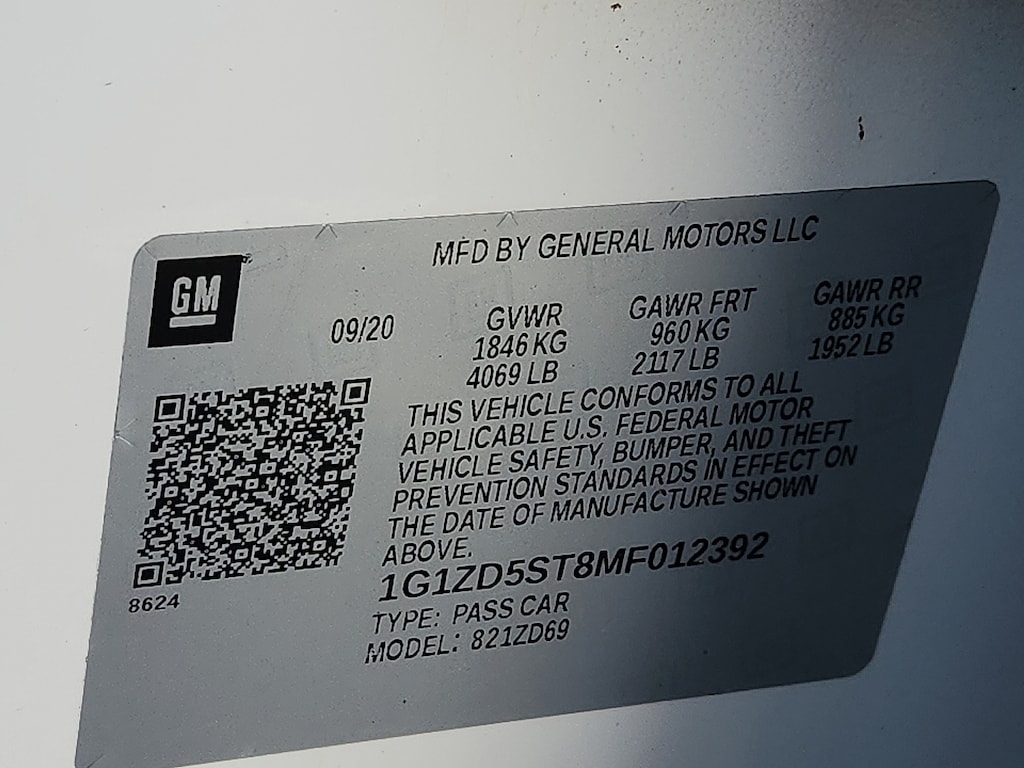 MFD BY GENERAL MOTORS LLC
GM
09/20
GVWR GAWR FRT GAWR RR
1846 KG 960 KG 885 KG
4069 LB 2117 LB 1952 LB
THIS VEHICLE CONFORMS TO ALL
APPLICABLE U.S. FEDERAL MOTOR
VEHICLE SAFETY, BUMPER, AND THEFT
PREVENTION STANDARDS IN EFFECT ON
THE DATE OF MANUFACTURE SHOWN
ABOVE.
1G1ZD5ST8MF012392
8624
TYPE: PASS CAR
MODEL: 821ZD69